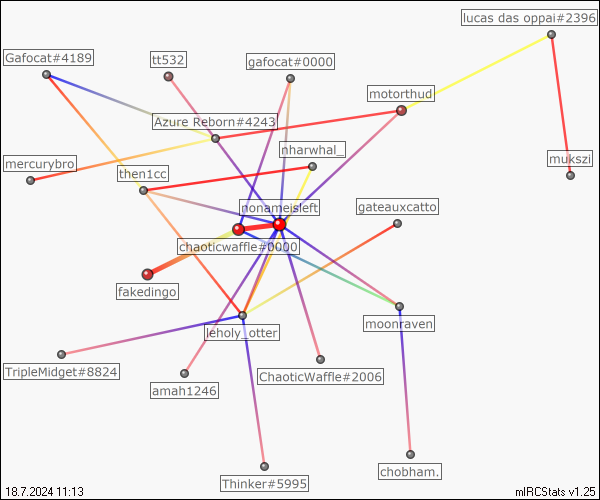 lucas das oppai#2396
Gafocat#4189
tt532
gafocat#0000
motorthud
Azure Reborn#4243
nharwhal_
mercurybro
then1cc
mukszi
nonameisleft
gateauxcatto
chaoticwaffle#0000
fakedingo
leholy_otter
moonraven
TripleMidget#8824
ChaoticWaffle#2006
amah1246
chobham.
Thinker#5995
18.7.2024 11:13
mIRCStats v1.25